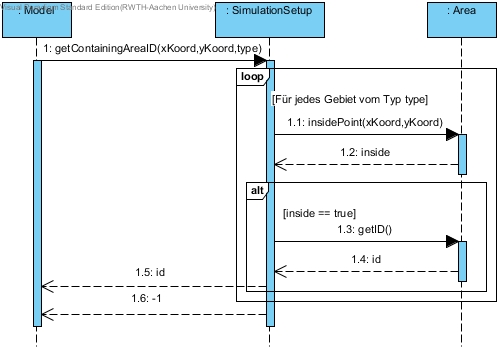 Visual Paradigm Standard Edition(RWTH-Aachen University)
: Model
: SimulationSetup
: Area
1: getContainingAreaID(xKoord,yKoord,type)
loop
[Für jedes Gebiet vom Typ type]
1.1: insidePoint(xKoord,yKoord)
1.2: inside
alt
[inside == true]
1.3: getID()
1.4: id
1.5: id
1.6: -1